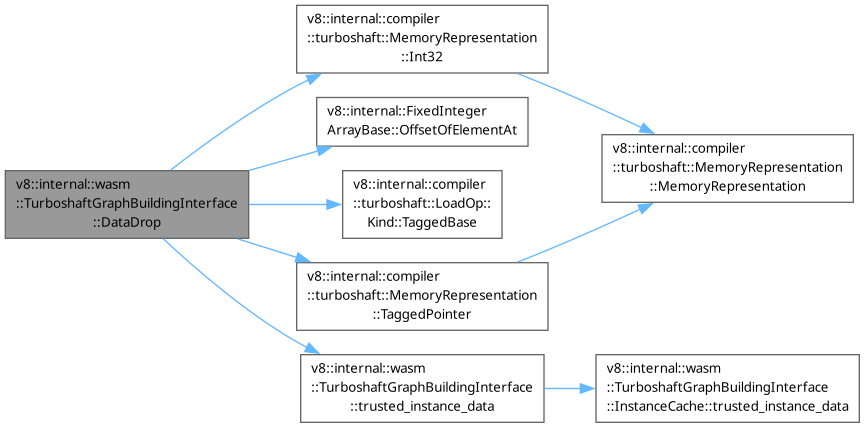 v8::internal::compiler
::turboshaft::MemoryRepresentation
::Int32
v8::internal::FixedInteger
ArrayBase::OffsetOfElementAt
v8::internal::compiler
::turboshaft::MemoryRepresentation
::MemoryRepresentation
v8::internal::wasm
::TurboshaftGraphBuildingInterface
::DataDrop
v8::internal::compiler
::turboshaft::LoadOp::
Kind::TaggedBase
v8::internal::compiler
::turboshaft::MemoryRepresentation
::TaggedPointer
v8::internal::wasm
::TurboshaftGraphBuildingInterface
::trusted_instance_data
v8::internal::wasm
::TurboshaftGraphBuildingInterface
::InstanceCache::trusted_instance_data